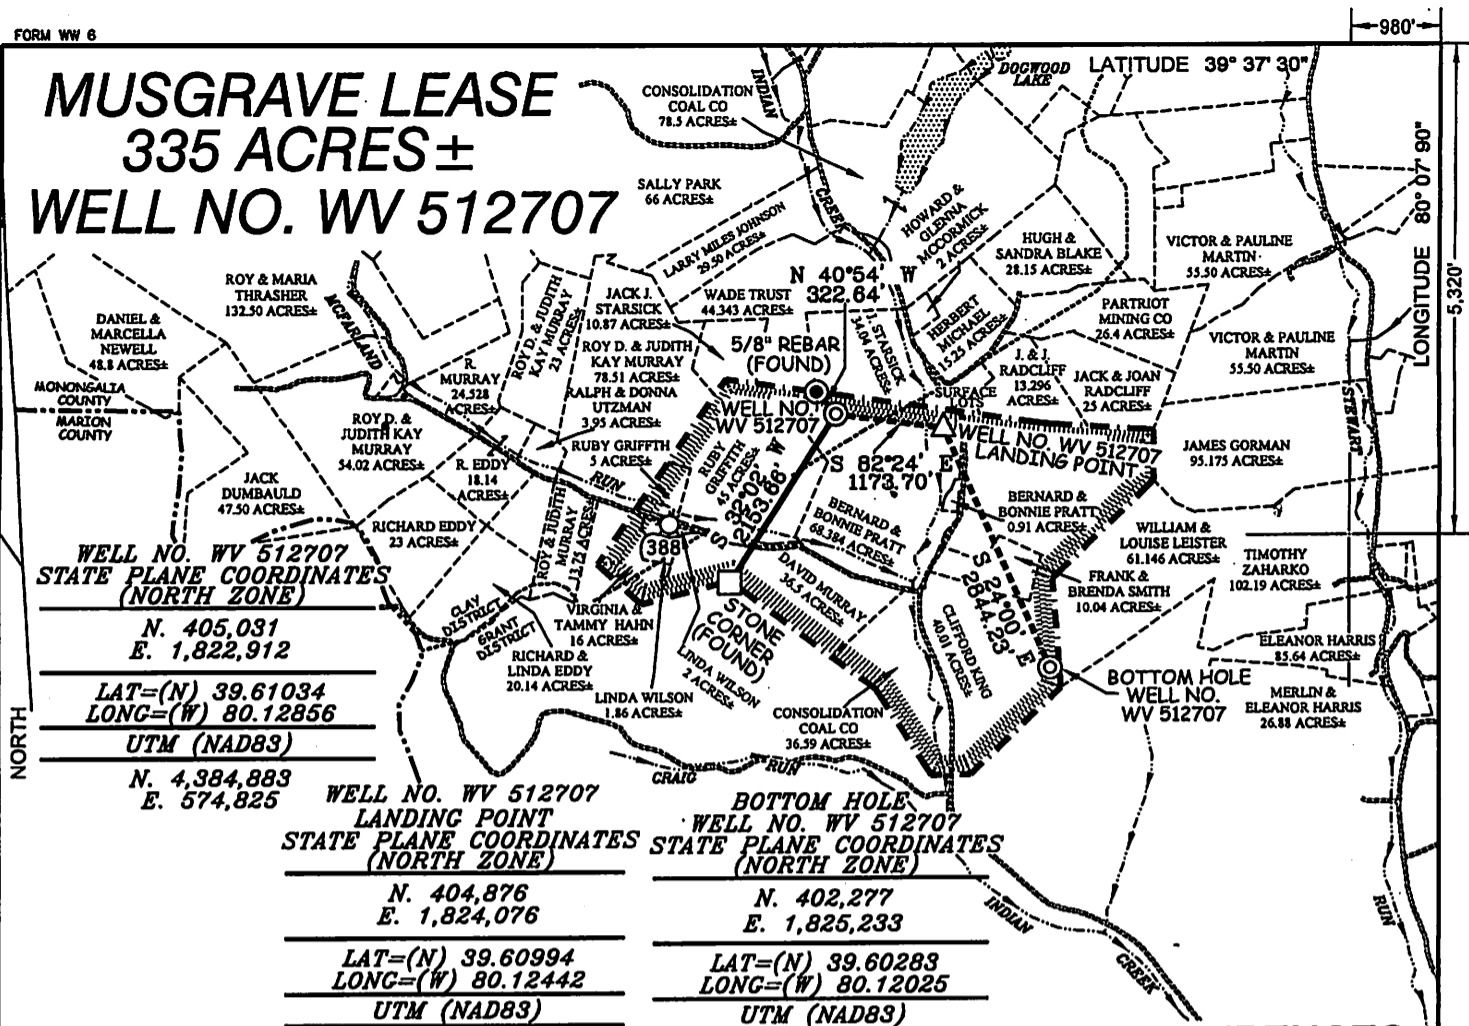 FORM WW 6
980'
MUSGRAVE LEASE
335 ACRES±
WELL NO. WV 512707
LATITUDE 39° 37' 30"
LONGITUDE 80° 07' 90"
5,320'
DOGWOOD
LAKE
CONSOLIDATION
COAL CO
78.5 ACRES±
INDIAN
CREEK
SALLY PARK
66 ACRES±
LARRY MILES JOHNSON
29.50 ACRES±
HOWARD &
GLENNA
MCCORMICK
2 ACRES±
HUGH &
SANDRA BLAKE
28.15 ACRES±
VICTOR & PAULINE
MARTIN
55.50 ACRES±
ROY & MARIA
THRASHER
132.50 ACRES±
MCFARLAND
ROY D. & JUDITH
KAY MURRAY
23 ACRES±
JACK J.
STARSICK
10.87 ACRES±
WADE TRUST
44.343 ACRES±
N 40°54' W
322.64'
J. STARSICK
34.04 ACRES±
HERBERT
MICHAEL
15.25 ACRES±
PARTRIOT
MINING CO
26.4 ACRES±
VICTOR & PAULINE
MARTIN
55.50 ACRES±
DANIEL &
MARCELLA
NEWELL
48.8 ACRES±
MONONGALIA
COUNTY
MARION
COUNTY
R.
MURRAY
24.528
ACRES±
ROY D. & JUDITH
KAY MURRAY
78.51 ACRES±
5/8" REBAR
(FOUND)
J. & J.
RADCLIFF
13.296
ACRES±
JACK & JOAN
RADCLIFF
25 ACRES±
SURFACE
LOTS
STEWART
RALPH & DONNA
UTZMAN
3.95 ACRES±
WELL NO.
WV 512707
WELL NO. WV 512707
LANDING POINT
JAMES GORMAN
95.175 ACRES±
ROY D. &
JUDITH KAY
MURRAY
54.02 ACRES±
RUBY GRIFFTH
5 ACRES±
R. EDDY
18.14
ACRES±
RUN
RUBY
GRIFFITH
45 ACRES±
S 32°02' W
2153.66'
S 82°24' E
1173.70'
JACK
DUMBAULD
47.50 ACRES±
RICHARD EDDY
23 ACRES±
ROY & JUDITH
MURRAY
13.75 ACRES±
(388)
BERNARD &
BONNIE PRATT
68.384 ACRES±
BERNARD &
BONNIE PRATT
0.91 ACRES±
WILLIAM &
LOUISE LEISTER
61.146 ACRES±
TIMOTHY
ZAHARKO
102.19 ACRES±
DAVID MURRAY
36.5 ACRES±
S 24°00' E
2844.23'
FRANK &
BRENDA SMITH
10.04 ACRES±
CLAY
DISTRICT
GRANT
DISTRICT
VIRGINIA &
TAMMY HAHN
16 ACRES±
STONE
CORNER
(FOUND)
CLIFFORD KING
40.01 ACRES±
ELEANOR HARRIS
85.64 ACRES±
RICHARD &
LINDA EDDY
20.14 ACRES±
LINDA WILSON
2 ACRES±
LINDA WILSON
1.86 ACRES±
CONSOLIDATION
COAL CO
36.59 ACRES±
BOTTOM HOLE
WELL NO.
WV 512707
MERLIN &
ELEANOR HARRIS
26.88 ACRES±
CRAIG
RUN
INDIAN
CREEK
RUN
NORTH
WELL NO. WV 512707
STATE PLANE COORDINATES
(NORTH ZONE)
N. 405,031
E. 1,822,912
LAT=(N) 39.61034
LONG=(W) 80.12856
UTM (NAD83)
N. 4,384,883
E. 574,825
WELL NO. WV 512707
LANDING POINT
STATE PLANE COORDINATES
(NORTH ZONE)
N. 404,876
E. 1,824,076
LAT=(N) 39.60994
LONG=(W) 80.12442
UTM (NAD83)
BOTTOM HOLE
WELL NO. WV 512707
STATE PLANE COORDINATES
(NORTH ZONE)
N. 402,277
E. 1,825,233
LAT=(N) 39.60283
LONG=(W) 80.12025
UTM (NAD83)